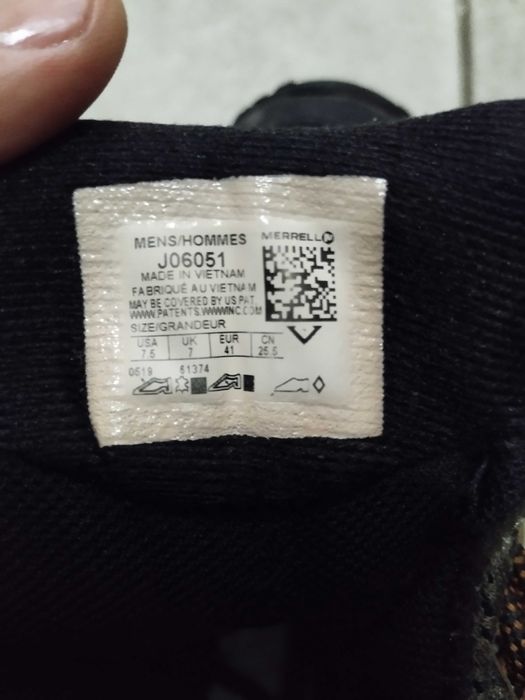 MENS/HOMMES
MERRELL
J06051
MADE IN VIETNAM
FABRIQUÉ AU VIETNAM
MAY BE COVERED BY US PAT.
WWW.PATENTS.WWWINC.COM
SIZE/GRANDEUR
USA UK EUR CN
7.5 7 41 25.5
0519 61374